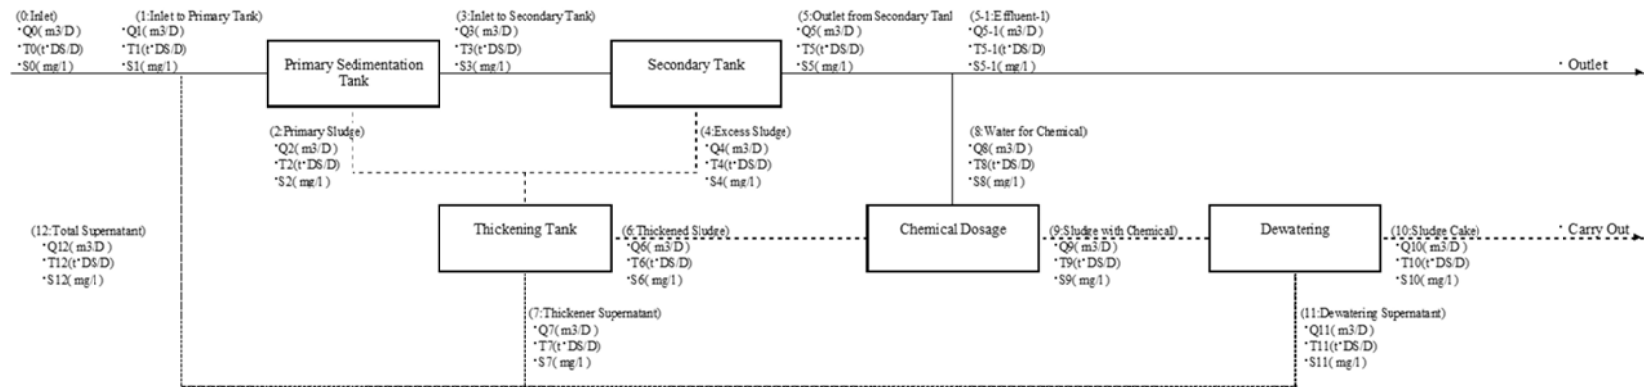 (0:Inlet)
･Q0( m3/D)
T0(t･DS/D)
･S0( mg/l)
(1:Inlet to Primary Tank)
･Q1( m3/D)
･T1(t･DS/D)
･S1( mg/l)
(3:Inlet to Secondary Tank)
･Q3( m3/D)
･T3(t･DS/D)
･S3( mg/l)
(5:Outlet from Secondary Tanl
･Q5( m3/D)
･T5(t･DS/D)
･S5( mg/l)
(5-1:Effluent-1)
･Q5-1( m3/D)
･T5-1(t･DS/D)
･S5-1( mg/l)
Primary Sedimentation
Tank
Secondary Tank
･ Outlet
(2:Primary Sludge)
･Q2( m3/D)
･T2(t･DS/D)
･S2( mg/l)
(4:Excess Sludge)
･Q4( m3/D)
･T4(t･DS/D)
･S4( mg/l)
(8:Water for Chemical)
･Q8( m3/D)
･T8(t･DS/D)
･S8( mg/l)
(12:Total Supernatant)
･Q12( m3/D)
･T12(t･DS/D)
･S12( mg/l)
Thickening Tank
(6:Thickened Sludge)
･Q6( m3/D)
･T6(t･DS/D)
･S6( mg/l)
Chemical Dosage
(9:Sludge with Chemical)
･Q9( m3/D)
･T9(t･DS/D)
･S9( mg/l)
Dewatering
(10:Sludge Cake)
･Q10( m3/D)
･T10(t･DS/D)
･S10( mg/l)
･ Carry Out
(7:Thickener Supernatant)
･Q7( m3/D)
･T7(t･DS/D)
･S7( mg/l)
(11:Dewatering Supernatant)
･Q11( m3/D)
･T11(t･DS/D)
･S11( mg/l)